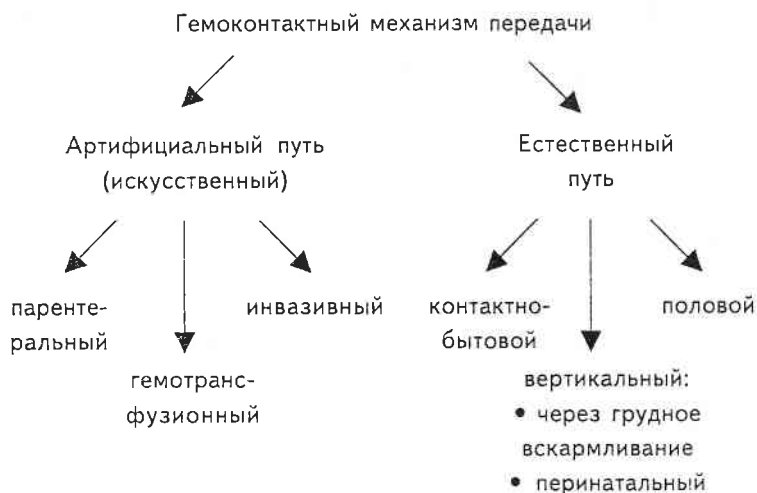 Гемоконтактный механизм передачи
Артифициальный путь
(искусственный)
Естественный
путь
паренте-
ральный
гемотранс-
фузионный
инвазивный
контактно-
бытовой
вертикальный:
• через грудное
вскармливание
• перинатальный
половой